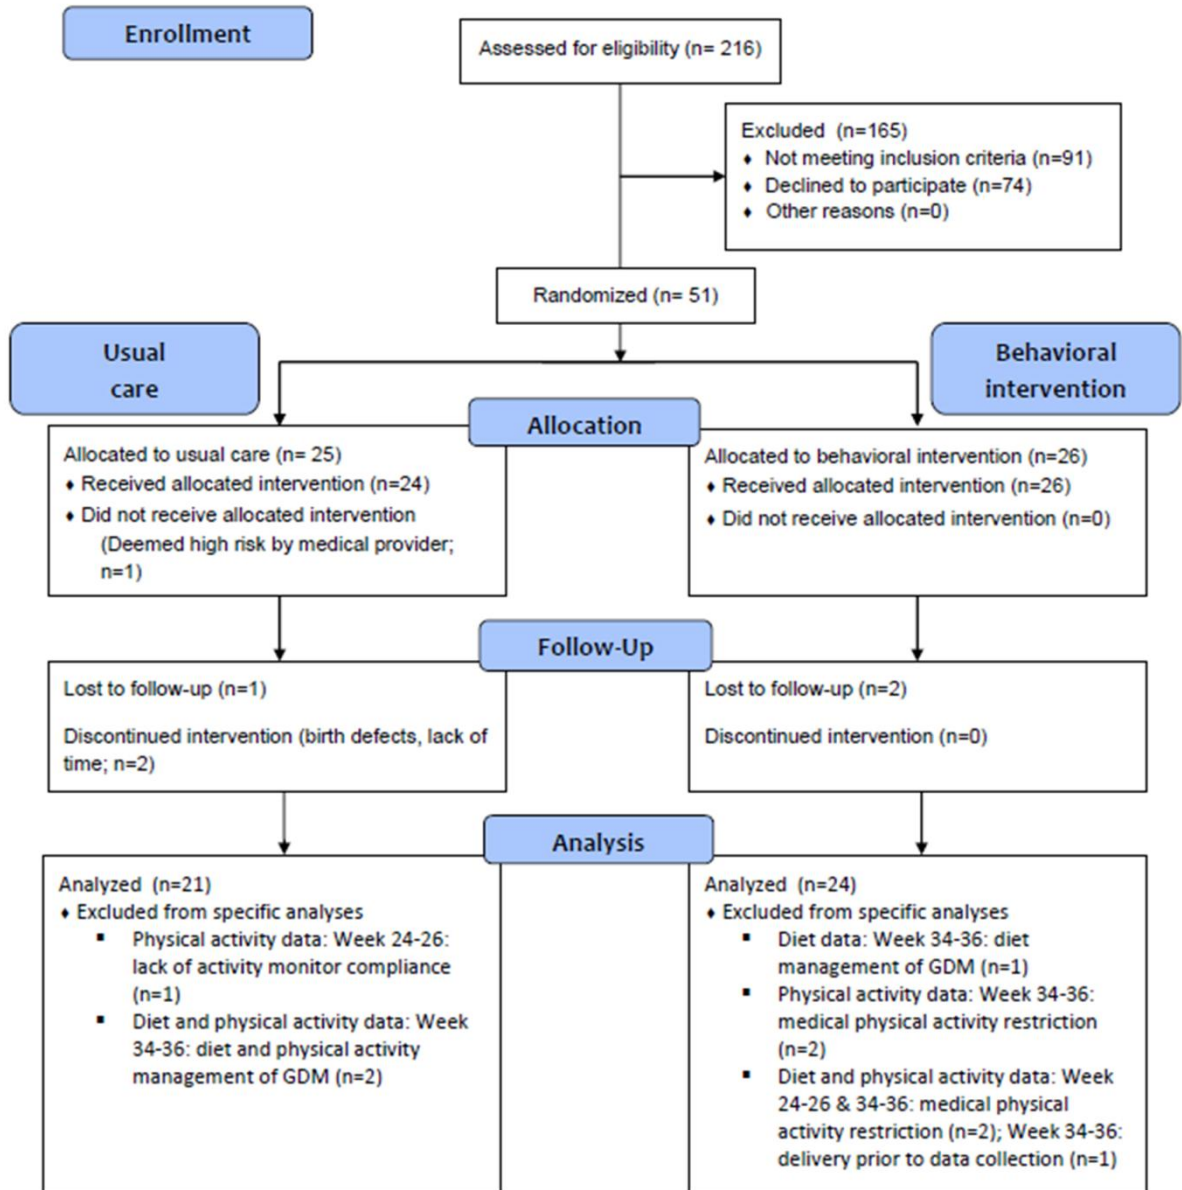 Enrollment
Assessed for eligibility (n= 216)
Excluded (n=165)
♦ Not meeting inclusion criteria (n=91)
♦ Declined to participate (n=74)
♦ Other reasons (n=0)
Randomized (n= 51)
Usual
care
Behavioral
intervention
Allocation
Allocated to usual care (n= 25)
♦ Received allocated intervention (n=24)
♦ Did not receive allocated intervention
(Deemed high risk by medical provider;
n=1)
Allocated to behavioral intervention (n=26)
♦ Received allocated intervention (n=26)
♦ Did not receive allocated intervention (n=0)
Follow-Up
Lost to follow-up (n=1)
Discontinued intervention (birth defects, lack of
time; n=2)
Lost to follow-up (n=2)
Discontinued intervention (n=0)
Analysis
Analyzed (n=21)
♦ Excluded from specific analyses
▪ Physical activity data: Week 24-26:
lack of activity monitor compliance
(n=1)
▪ Diet and physical activity data: Week
34-36: diet and physical activity
management of GDM (n=2)
Analyzed (n=24)
♦ Excluded from specific analyses
▪ Diet data: Week 34-36: diet
management of GDM (n=1)
▪ Physical activity data: Week 34-36:
medical physical activity restriction
(n=2)
▪ Diet and physical activity data: Week
24-26 & 34-36: medical physical
activity restriction (n=2); Week 34-36:
delivery prior to data collection (n=1)